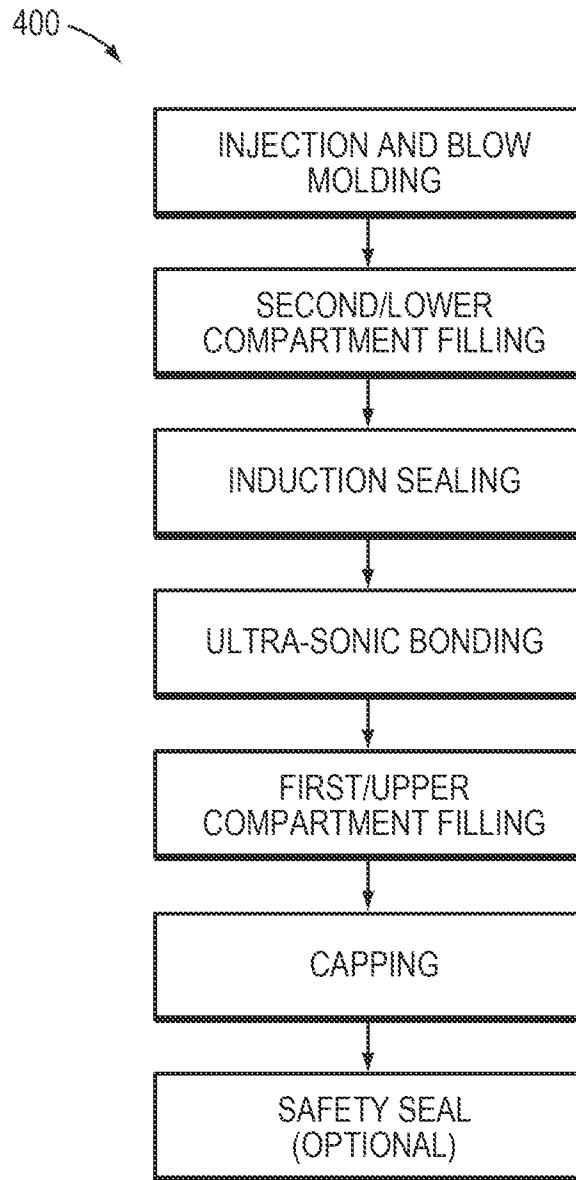 400
INJECTION AND BLOW
MOLDING
SECOND/LOWER
COMPARTMENT FILLING
INDUCTION SEALING
ULTRA-SONIC BONDING
FIRST/UPPER
COMPARTMENT FILLING
CAPPING
SAFETY SEAL
(OPTIONAL)